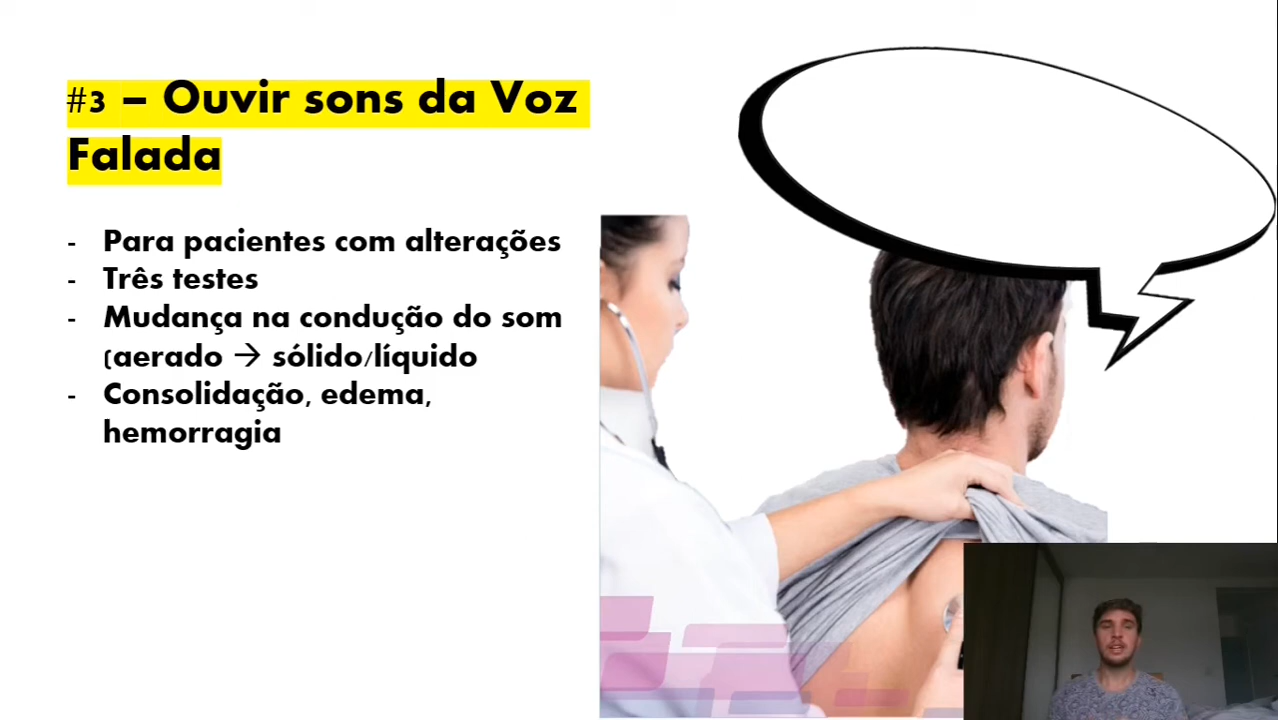 #3 – Ouvir sons da Voz
Falada
- Para pacientes com alterações
- Três testes
- Mudança na condução do som
(aerado → sólido/líquido
- Consolidação, edema,
hemorragia